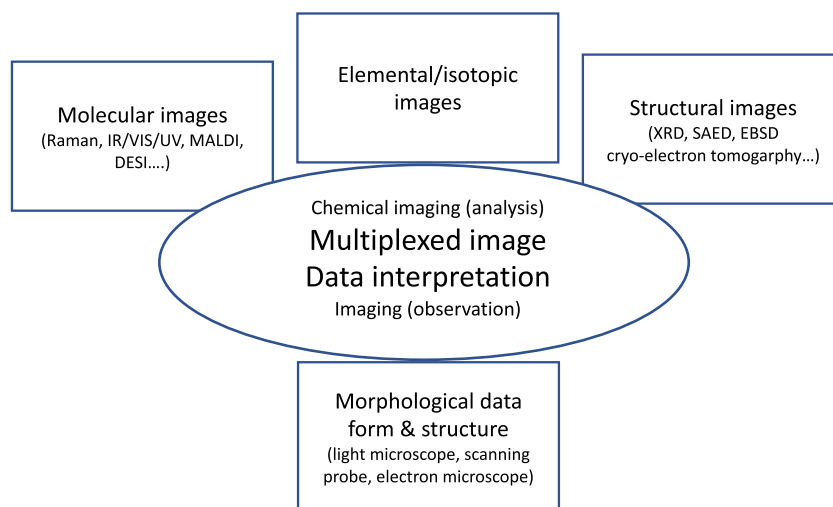 Molecular images
(Raman, IR/VIS/UV, MALDI,
DESI....)
Elemental/isotopic
images
Structural images
(XRD, SAED, EBSD
cryo-electron tomogarphy...)
Chemical imaging (analysis)
Multiplexed image
Data interpretation
Imaging (observation)
Morphological data
form & structure
(light microscope, scanning
probe, electron microscope)